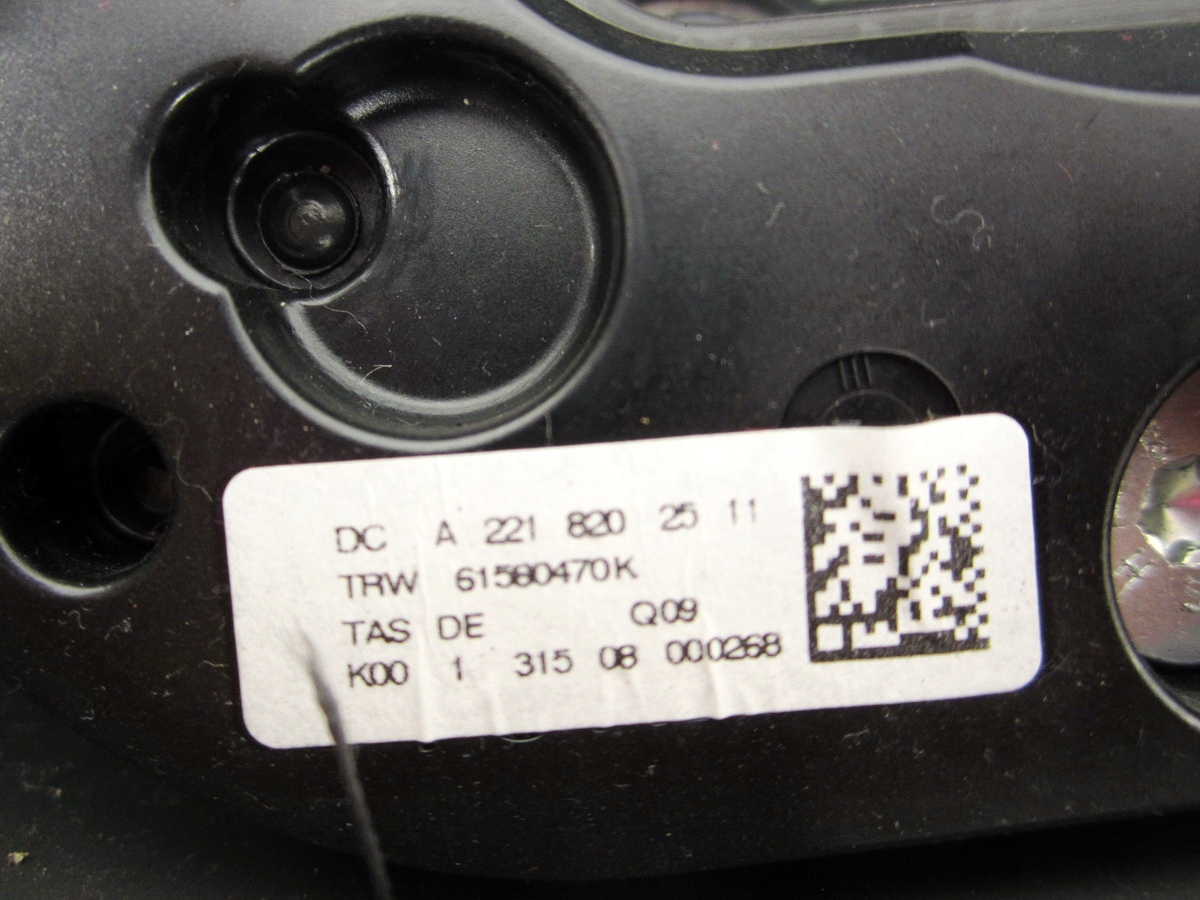 DC A 221 820 25 11
TRW 61580470K
TAS DE Q09
K00 1 315 08 000268